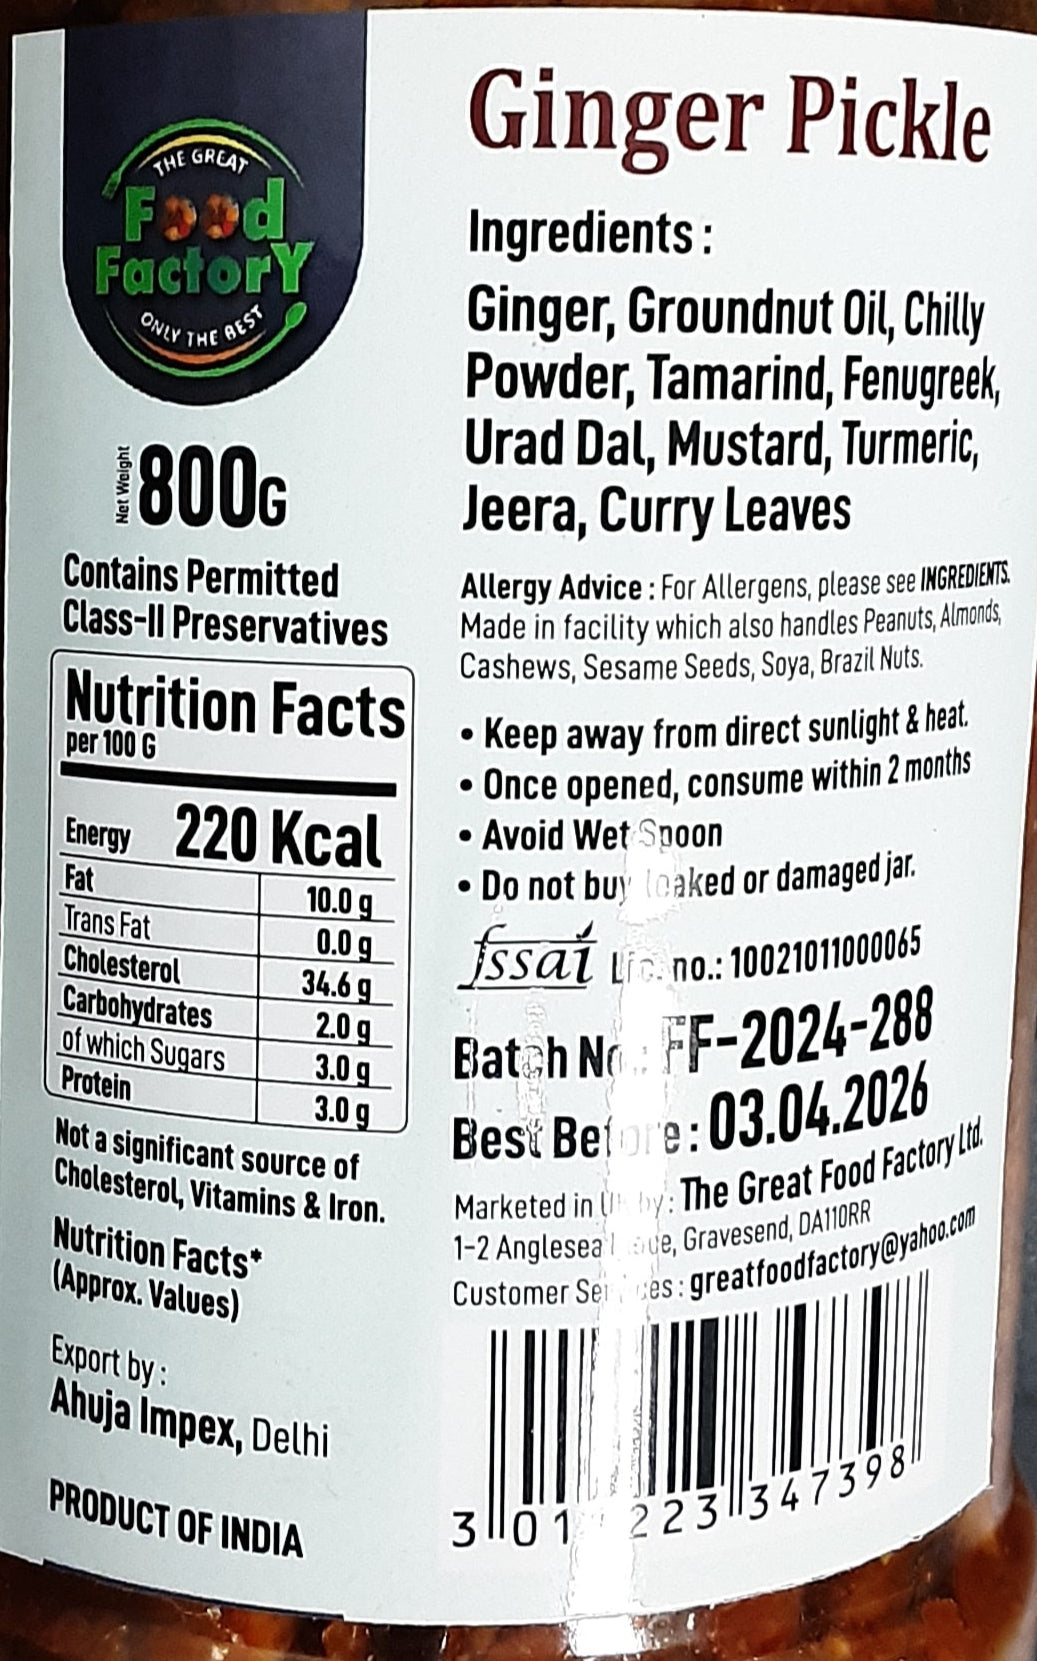 THE GREAT
Food
FactorY
ONLY THE BEST
Net Weight
800G
Contains Permitted
Class-II Preservatives
Nutrition Facts
per 100 G
Energy 220 Kcal
Fat 10.0 g
Trans Fat 0.0 g
Cholesterol 34.6 g
Carbohydrates 2.0 g
of which Sugars 3.0 g
Protein 3.0 g
Not a significant source of
Cholesterol, Vitamins & Iron.
Nutrition Facts*
(Approx. Values)
Export by :
Ahuja Impex, Delhi
PRODUCT OF INDIA
Ginger Pickle
Ingredients :
Ginger, Groundnut Oil, Chilly
Powder, Tamarind, Fenugreek,
Urad Dal, Mustard, Turmeric,
Jeera, Curry Leaves
Allergy Advice : For Allergens, please see INGREDIENTS.
Made in facility which also handles Peanuts, Almonds,
Cashews, Sesame Seeds, Soya, Brazil Nuts.
• Keep away from direct sunlight & heat.
• Once opened, consume within 2 months
• Avoid Wet Spoon
• Do not buy leaked or damaged jar.
fssai Lic. no.: 10021011000065
Batch No.: FF-2024-288
Best Before : 03.04.2026
Marketed in by : The Great Food Factory Ltd.
1-2 Anglesea Gravesend, DA110RR
Customer Services : greatfoodfactory@yahoo.com
3 01 223 347398